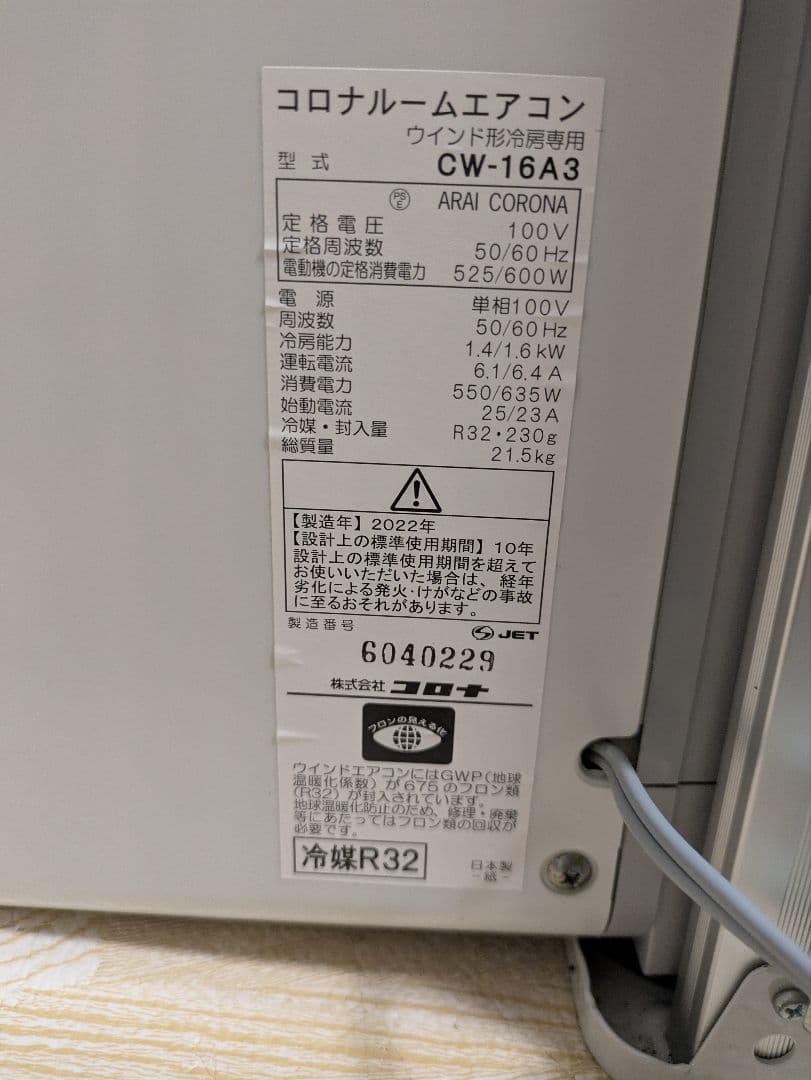 コロナルームエアコン
ウインド形冷房専用
型式 CW-16A3
PSE ARAI CORONA
定格電圧 100V
定格周波数 50/60Hz
電動機の定格消費電力 525/600W
電源 単相100V
周波数 50/60Hz
冷房能力 1.4/1.6kW
運転電流 6.1/6.4A
消費電力 550/635W
始動電流 25/23A
冷媒・封入量 R32・230g
総質量 21.5kg
【製造年】2022年
【設計上の標準使用期間】10年
設計上の標準使用期間を超えて
お使いいただいた場合は、経年
劣化による発火・けがなどの事故
に至るおそれがあります。
製造番号 JET
6040229
株式会社コロナ
フロンの見える化
ウインドエアコンにはGWP(地球
温暖化係数)が675のフロン類
(R32)が封入されています。
地球温暖化防止のため、修理・廃棄
等にあたってはフロン類の回収が
必要です。
冷媒R32
日本製
-紙-